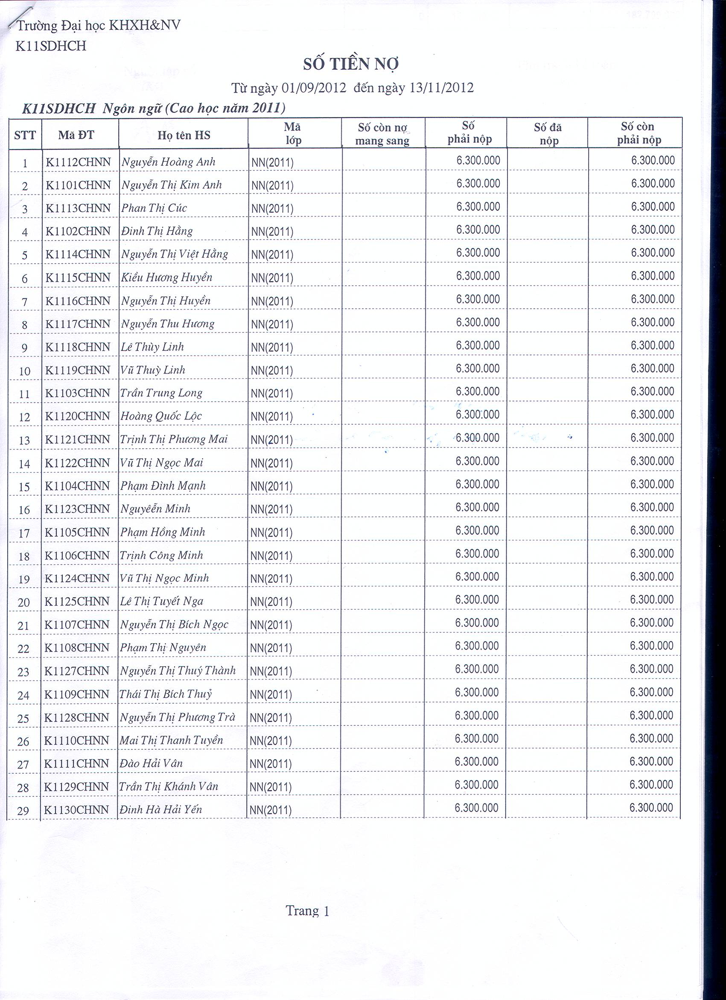 Trường Đại học KHXH&NV
K11SDHCH
SỐ TIỀN NỢ
Từ ngày 01/09/2012 đến ngày 13/11/2012
K11SDHCH Ngôn ngữ (Cao học năm 2011)
STT Mã ĐT Họ tên HS Mã lớp Số còn nợ mang sang Số phải nộp Số đã nộp Số còn phải nộp
1 K1112CHNN Nguyễn Hoàng Anh NN(2011) 6.300.000 6.300.000
2 K1101CHNN Nguyễn Thị Kim Anh NN(2011) 6.300.000 6.300.000
3 K1113CHNN Phan Thị Cúc NN(2011) 6.300.000 6.300.000
4 K1102CHNN Đinh Thị Hằng NN(2011) 6.300.000 6.300.000
5 K1114CHNN Nguyễn Thị Việt Hằng NN(2011) 6.300.000 6.300.000
6 K1115CHNN Kiều Hương Huyền NN(2011) 6.300.000 6.300.000
7 K1116CHNN Nguyễn Thị Huyền NN(2011) 6.300.000 6.300.000
8 K1117CHNN Nguyễn Thu Hương NN(2011) 6.300.000 6.300.000
9 K1118CHNN Lê Thùy Linh NN(2011) 6.300.000 6.300.000
10 K1119CHNN Vũ Thuỳ Linh NN(2011) 6.300.000 6.300.000
11 K1103CHNN Trần Trung Long NN(2011) 6.300.000 6.300.000
12 K1120CHNN Hoàng Quốc Lộc NN(2011) 6.300.000 6.300.000
13 K1121CHNN Trịnh Thị Phương Mai NN(2011) 6.300.000 6.300.000
14 K1122CHNN Vũ Thị Ngọc Mai NN(2011) 6.300.000 6.300.000
15 K1104CHNN Phạm Đình Mạnh NN(2011) 6.300.000 6.300.000
16 K1123CHNN Nguyêễn Minh NN(2011) 6.300.000 6.300.000
17 K1105CHNN Phạm Hồng Minh NN(2011) 6.300.000 6.300.000
18 K1106CHNN Trịnh Công Minh NN(2011) 6.300.000 6.300.000
19 K1124CHNN Vũ Thị Ngọc Minh NN(2011) 6.300.000 6.300.000
20 K1125CHNN Lê Thị Tuyết Nga NN(2011) 6.300.000 6.300.000
21 K1107CHNN Nguyễn Thị Bích Ngọc NN(2011) 6.300.000 6.300.000
22 K1108CHNN Phạm Thị Nguyên NN(2011) 6.300.000 6.300.000
23 K1127CHNN Nguyễn Thị Thuý Thành NN(2011) 6.300.000 6.300.000
24 K1109CHNN Thái Thị Bích Thuỷ NN(2011) 6.300.000 6.300.000
25 K1128CHNN Nguyễn Thị Phương Trà NN(2011) 6.300.000 6.300.000
26 K1110CHNN Mai Thị Thanh Tuyền NN(2011) 6.300.000 6.300.000
27 K1111CHNN Đào Hải Vân NN(2011) 6.300.000 6.300.000
28 K1129CHNN Trần Thị Khánh Vân NN(2011) 6.300.000 6.300.000
29 K1130CHNN Đinh Hà Hải Yến NN(2011) 6.300.000 6.300.000
Trang 1